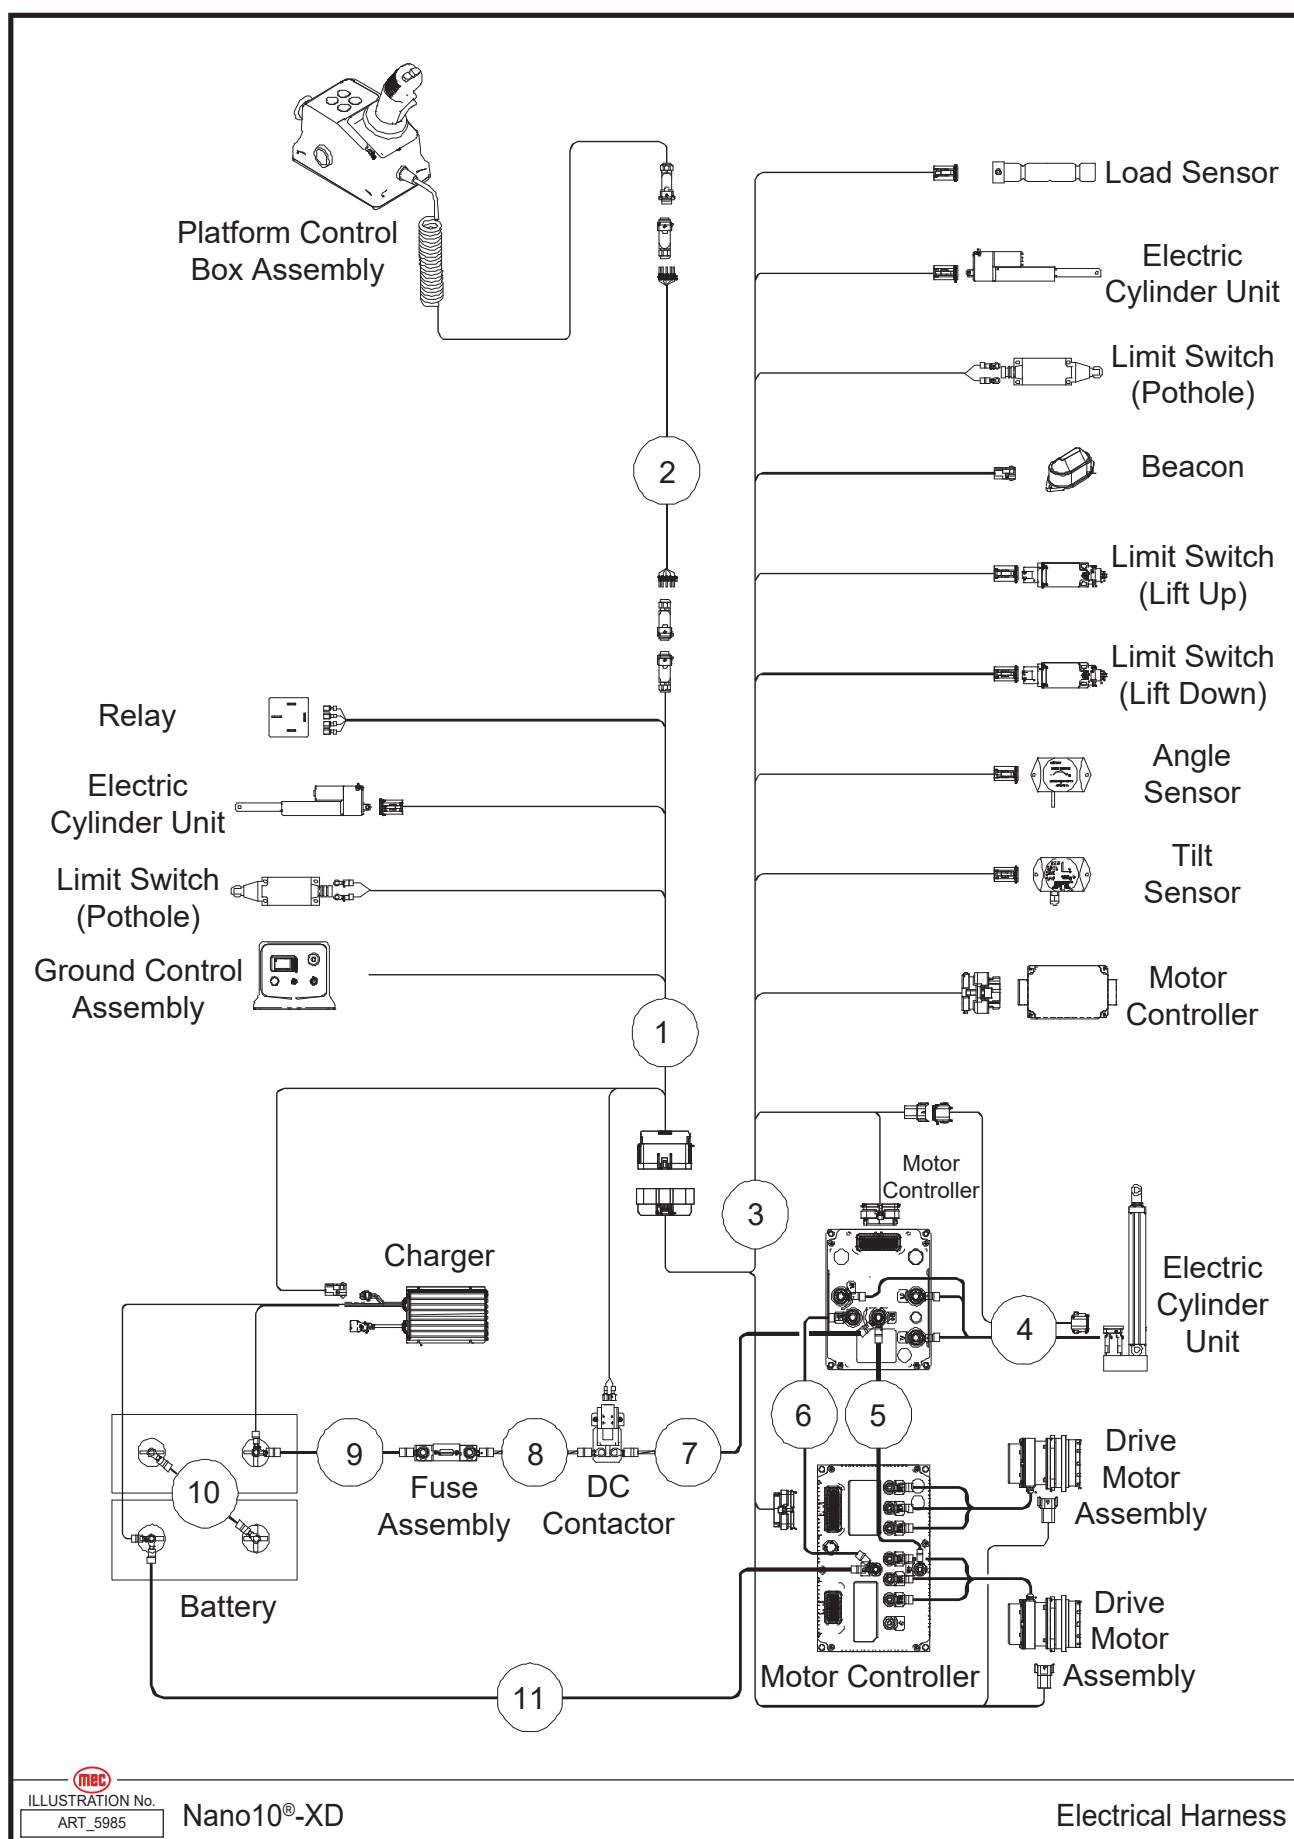 Platform Control
Box Assembly
Load Sensor
Electric
Cylinder Unit
Limit Switch
(Pothole)
2
Beacon
Limit Switch
(Lift Up)
Limit Switch
(Lift Down)
Relay
Electric
Cylinder Unit
Angle
Sensor
Limit Switch
(Pothole)
Tilt
Sensor
Ground Control
Assembly
Motor
Controller
1
Motor
Controller
3
Charger
Electric
Cylinder
Unit
4
6
5
7
8
9
10
Fuse
Assembly
DC
Contactor
Drive
Motor
Assembly
Battery
Drive
Motor
Assembly
Motor Controller
11
mec
ILLUSTRATION No.
ART_5985
Nano10®-XD
Electrical Harness